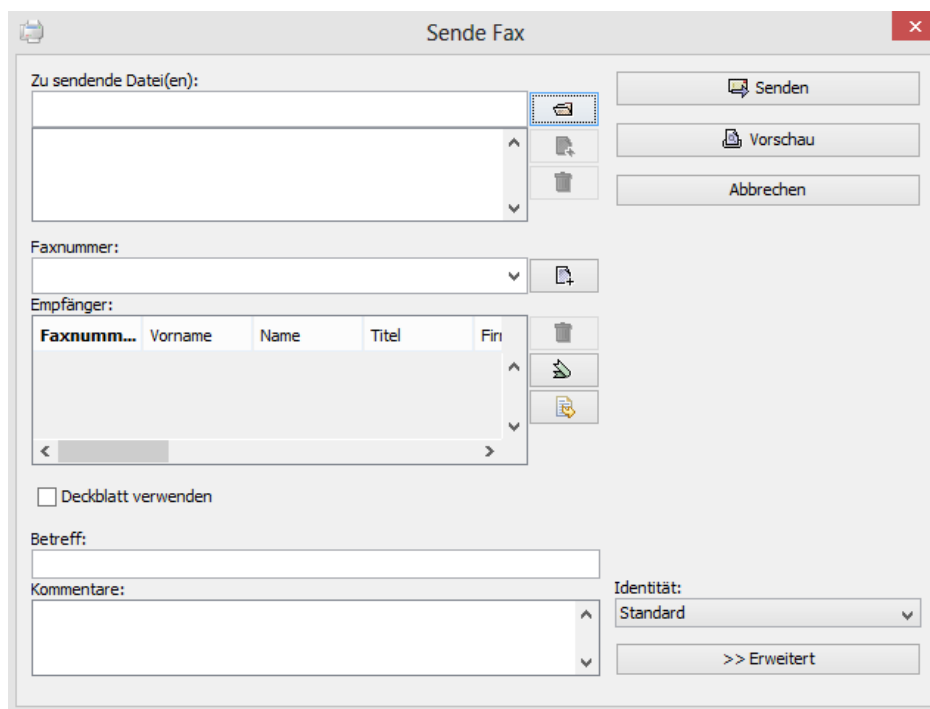 Sende Fax
Zu sendende Datei(en):
Senden
Vorschau
Abbrechen
Faxnummer:
Empfänger:
Faxnumm... Vorname Name Titel Fir
Deckblatt verwenden
Betreff:
Kommentare:
Identität:
Standard
>> Erweitert